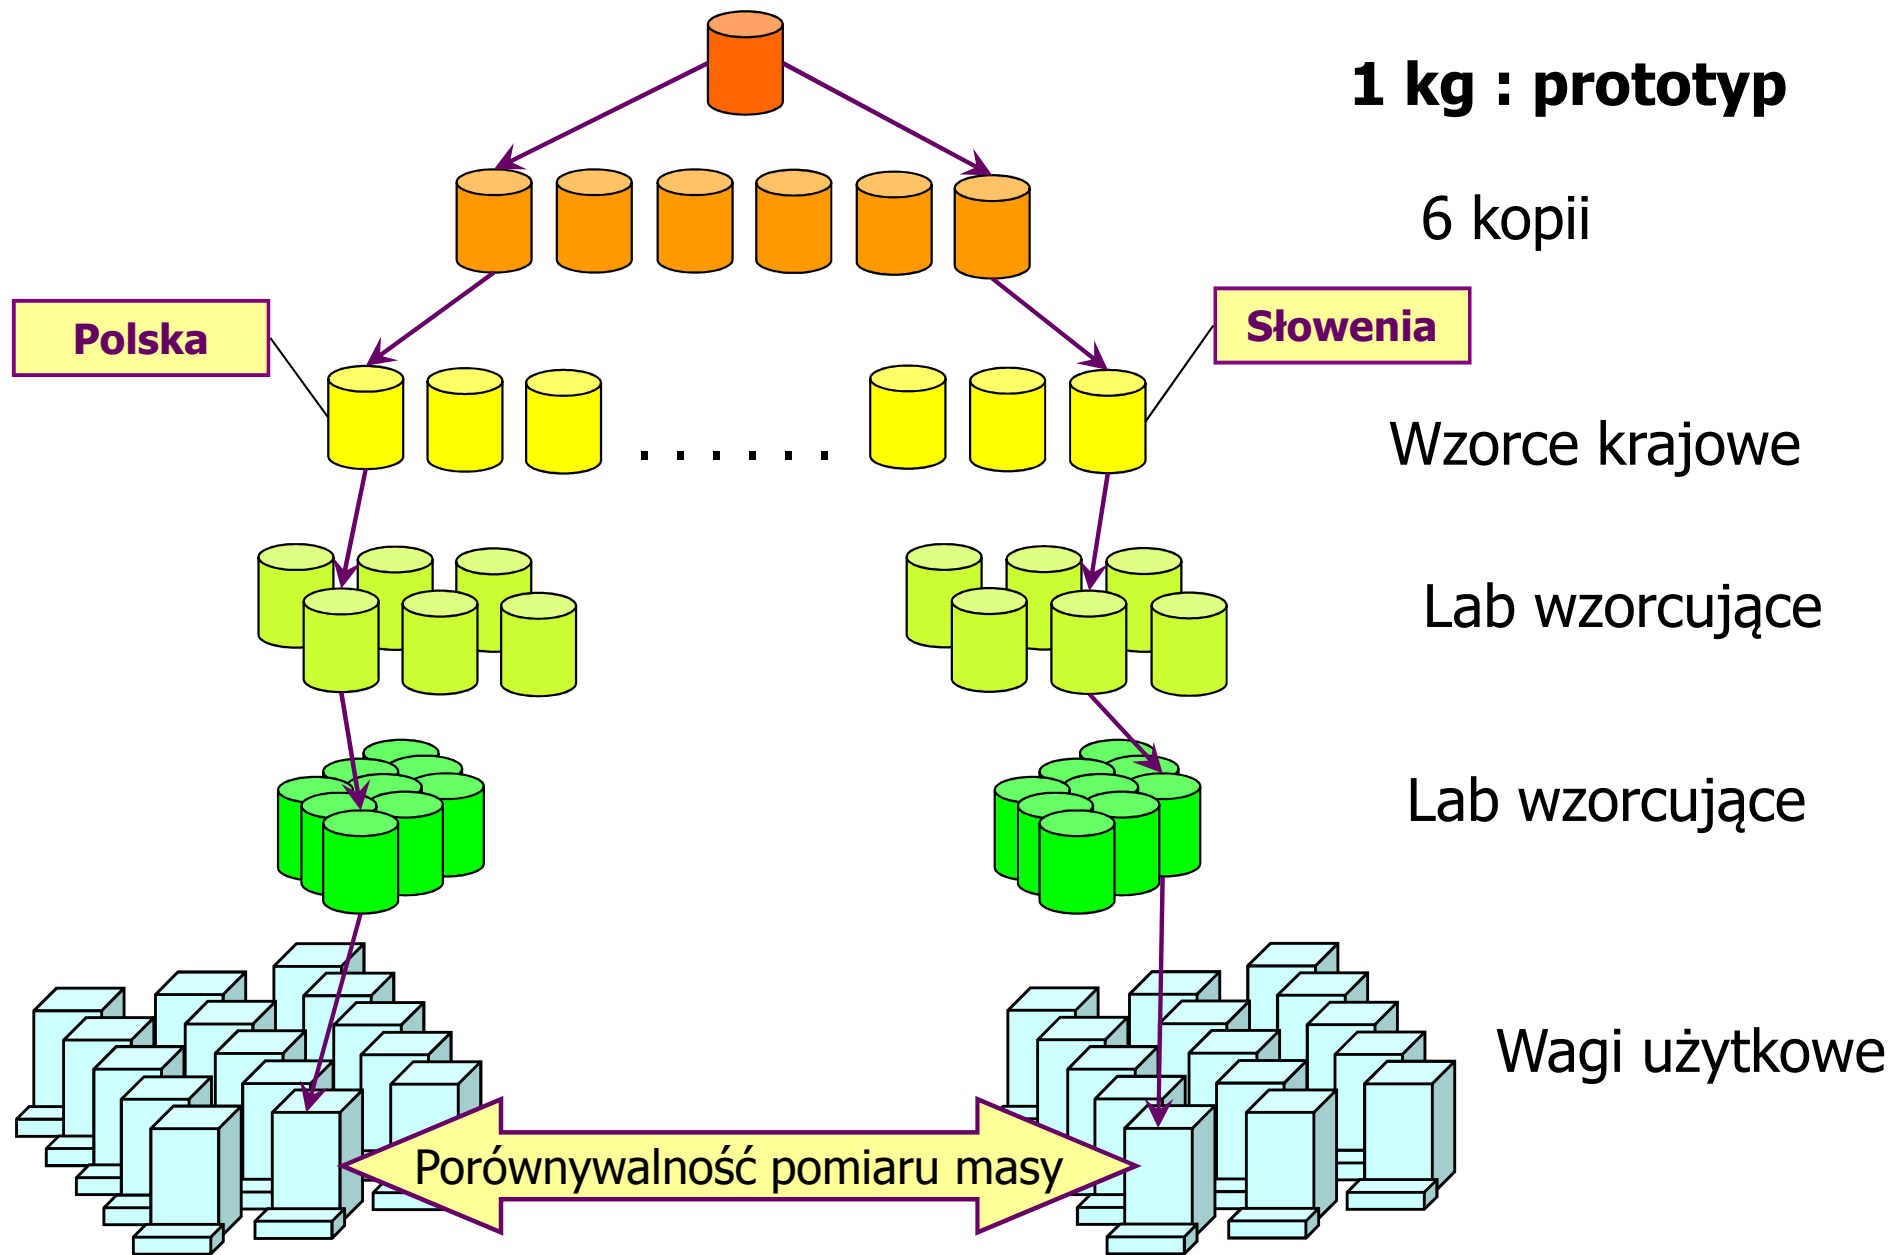 1 kg : prototyp
6 kopii
Polska
Słowenia
Wzorce krajowe
. . . . . .
Lab wzorcujące
Lab wzorcujące
Wagi użytkowe
Porównywalność pomiaru masy